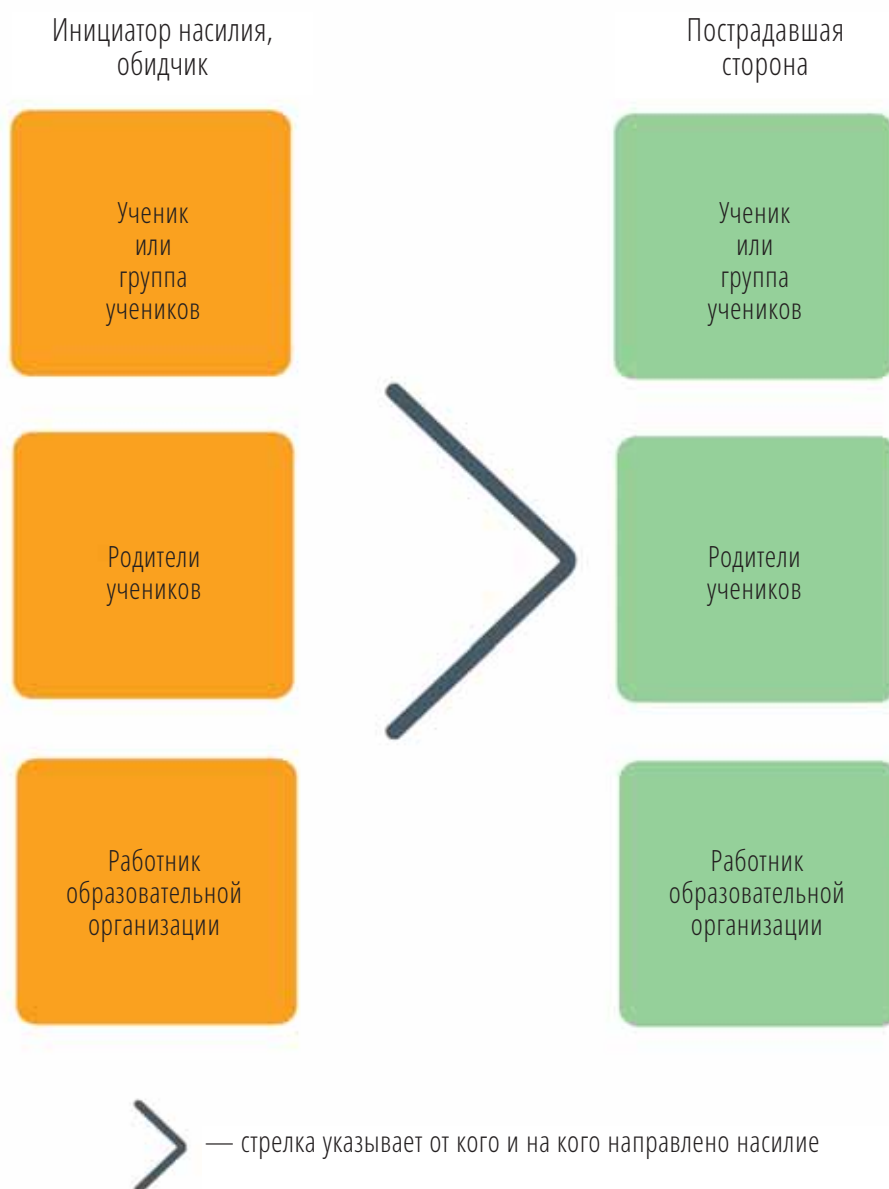 Инициатор насилия,
обидчик
Пострадавшая
сторона
Ученик
или
группа
учеников
Ученик
или
группа
учеников
Родители
учеников
Родители
учеников
Работник
образовательной
организации
Работник
образовательной
организации
— стрелка указывает от кого и на кого направлено насилие